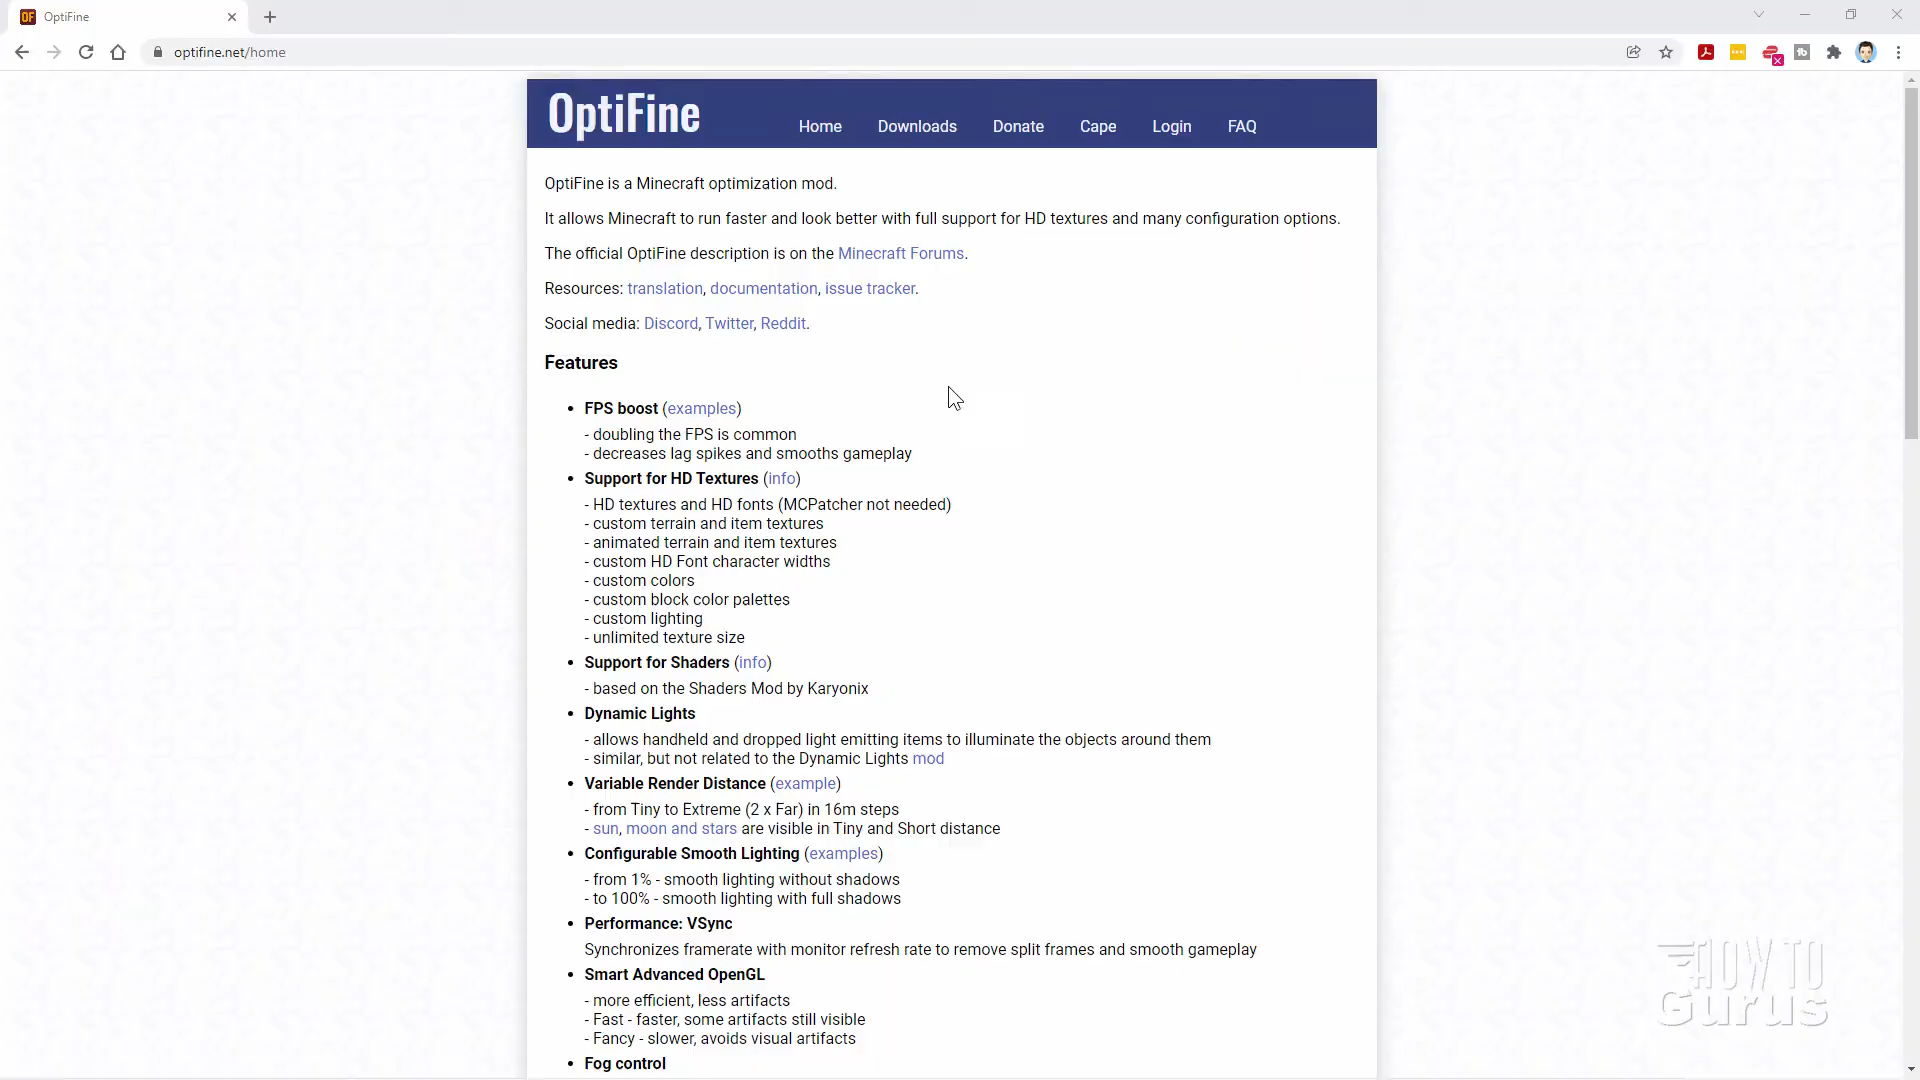 OptiFine
optifine.net/home
OptiFine
Home Downloads Donate Cape Login FAQ
OptiFine is a Minecraft optimization mod.
It allows Minecraft to run faster and look better with full support for HD textures and many configuration options.
The official OptiFine description is on the Minecraft Forums.
Resources: translation, documentation, issue tracker.
Social media: Discord, Twitter, Reddit.
Features
• FPS boost (examples)
- doubling the FPS is common
- decreases lag spikes and smooths gameplay
• Support for HD Textures (info)
- HD textures and HD fonts (MCPatcher not needed)
- custom terrain and item textures
- animated terrain and item textures
- custom HD Font character widths
- custom colors
- custom block color palettes
- custom lighting
- unlimited texture size
• Support for Shaders (info)
- based on the Shaders Mod by Karyonix
• Dynamic Lights
- allows handheld and dropped light emitting items to illuminate the objects around them
- similar, but not related to the Dynamic Lights mod
• Variable Render Distance (example)
- from Tiny to Extreme (2 x Far) in 16m steps
- sun, moon and stars are visible in Tiny and Short distance
• Configurable Smooth Lighting (examples)
- from 1% - smooth lighting without shadows
- to 100% - smooth lighting with full shadows
• Performance: VSync
Synchronizes framerate with monitor refresh rate to remove split frames and smooth gameplay
• Smart Advanced OpenGL
- more efficient, less artifacts
- Fast - faster, some artifacts still visible
- Fancy - slower, avoids visual artifacts
• Fog control
HOW TO
Gurus